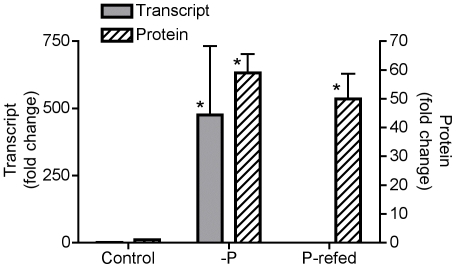 Transcript
Protein
750
500
250
0
Transcript
(fold change)
70
60
50
40
30
20
10
0
Protein
(fold change)
*
*
*
Control
-P
P-refed